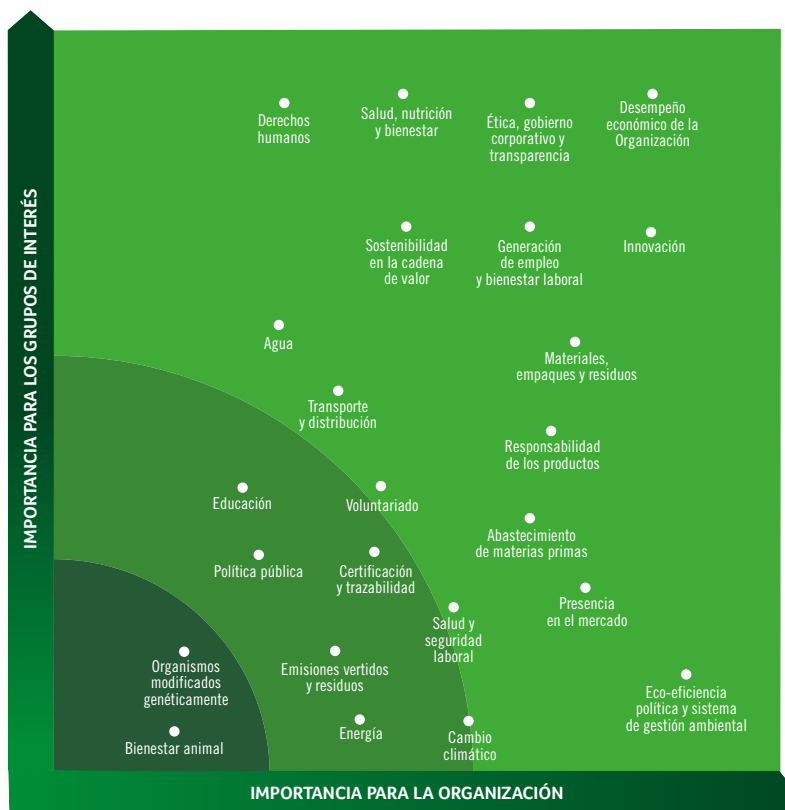 Derechos
humanos
Salud, nutrición
y bienestar
Ética, gobierno
corporativo y
transparencia
Desempeño
económico de la
Organización
Sostenibilidad
en la cadena
de valor
Generación
de empleo
y bienestar laboral
Innovación
Agua
Materiales,
empaques y residuos
Transporte
y distribución
Responsabilidad
de los productos
Educación
Voluntariado
Abastecimiento
de materias primas
Política pública
Certificación
y trazabilidad
Presencia
en el mercado
Salud y
seguridad
laboral
Organismos
modificados
genéticamente
Emisiones vertidos
y residuos
Eco-eficiencia
política y sistema
de gestión ambiental
Bienestar animal
Energía
Cambio
climático
IMPORTANCIA PARA LOS GRUPOS DE INTERÉS
IMPORTANCIA PARA LA ORGANIZACIÓN